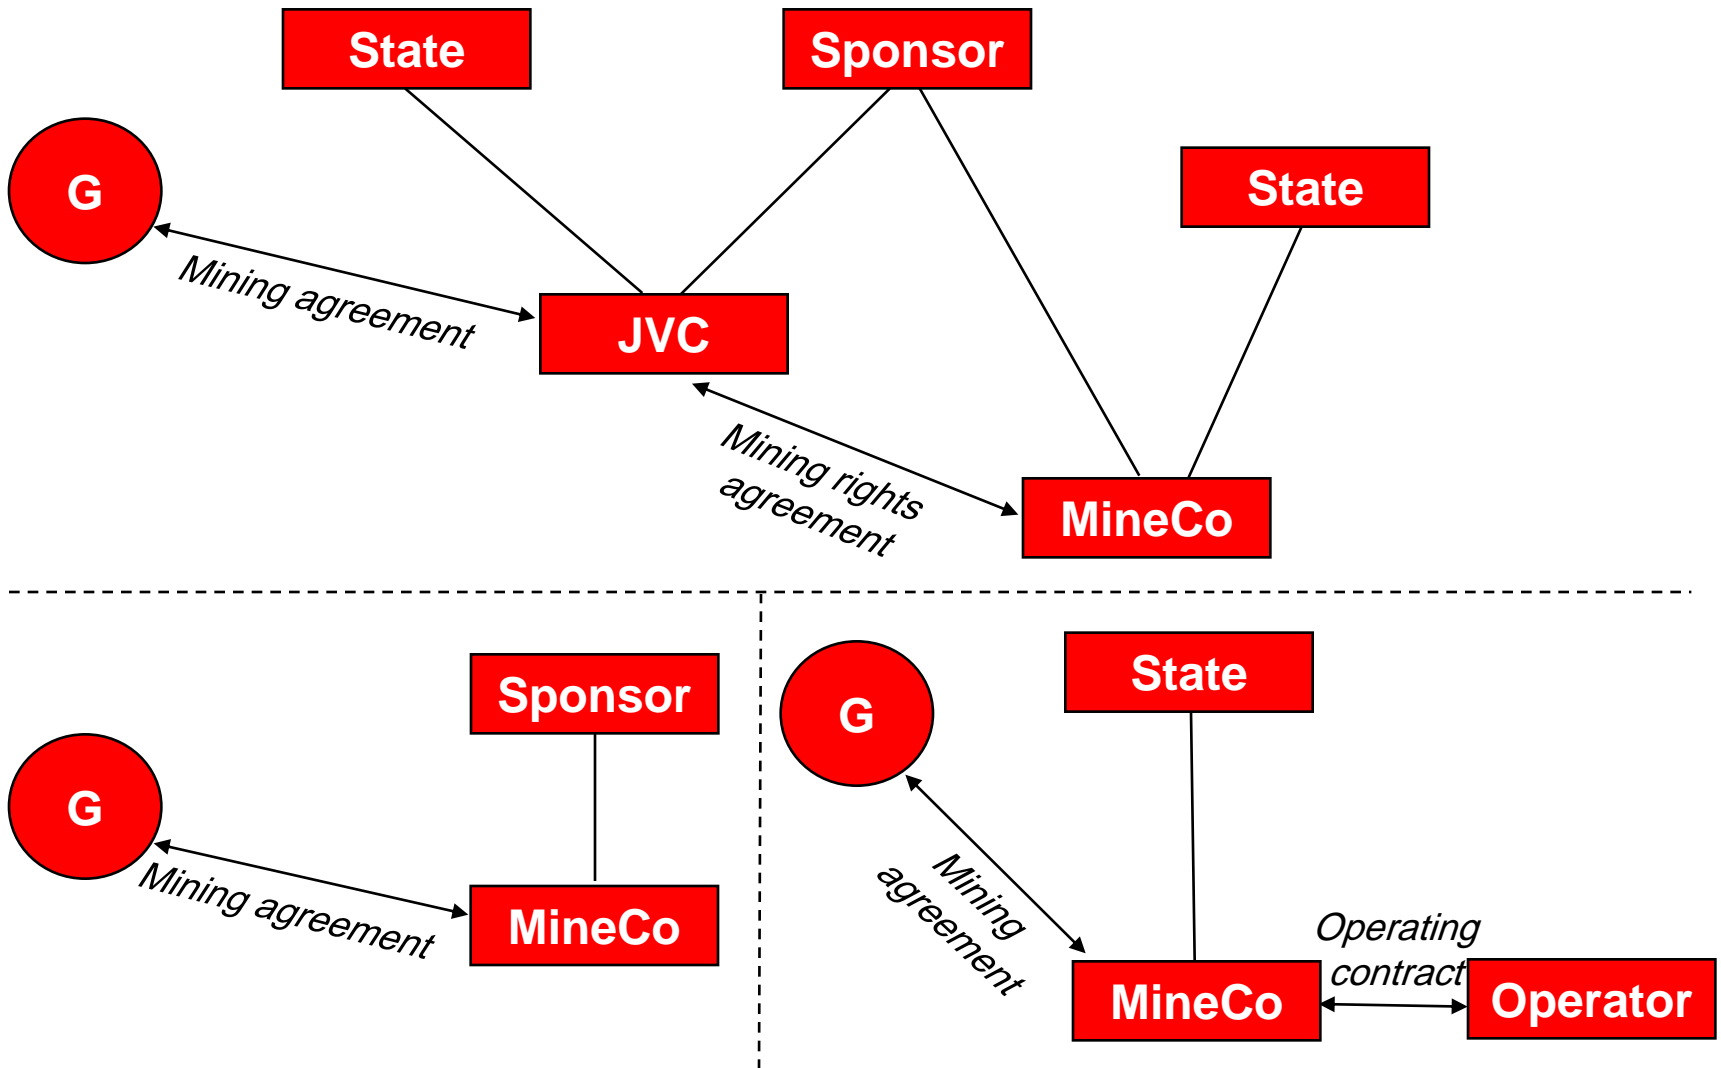 State
Sponsor
G
State
Mining agreement
JVC
Mining rights
agreement
MineCo
Sponsor
G
Mining agreement
MineCo
State
G
Mining
agreement
Operating
contract
MineCo
Operator